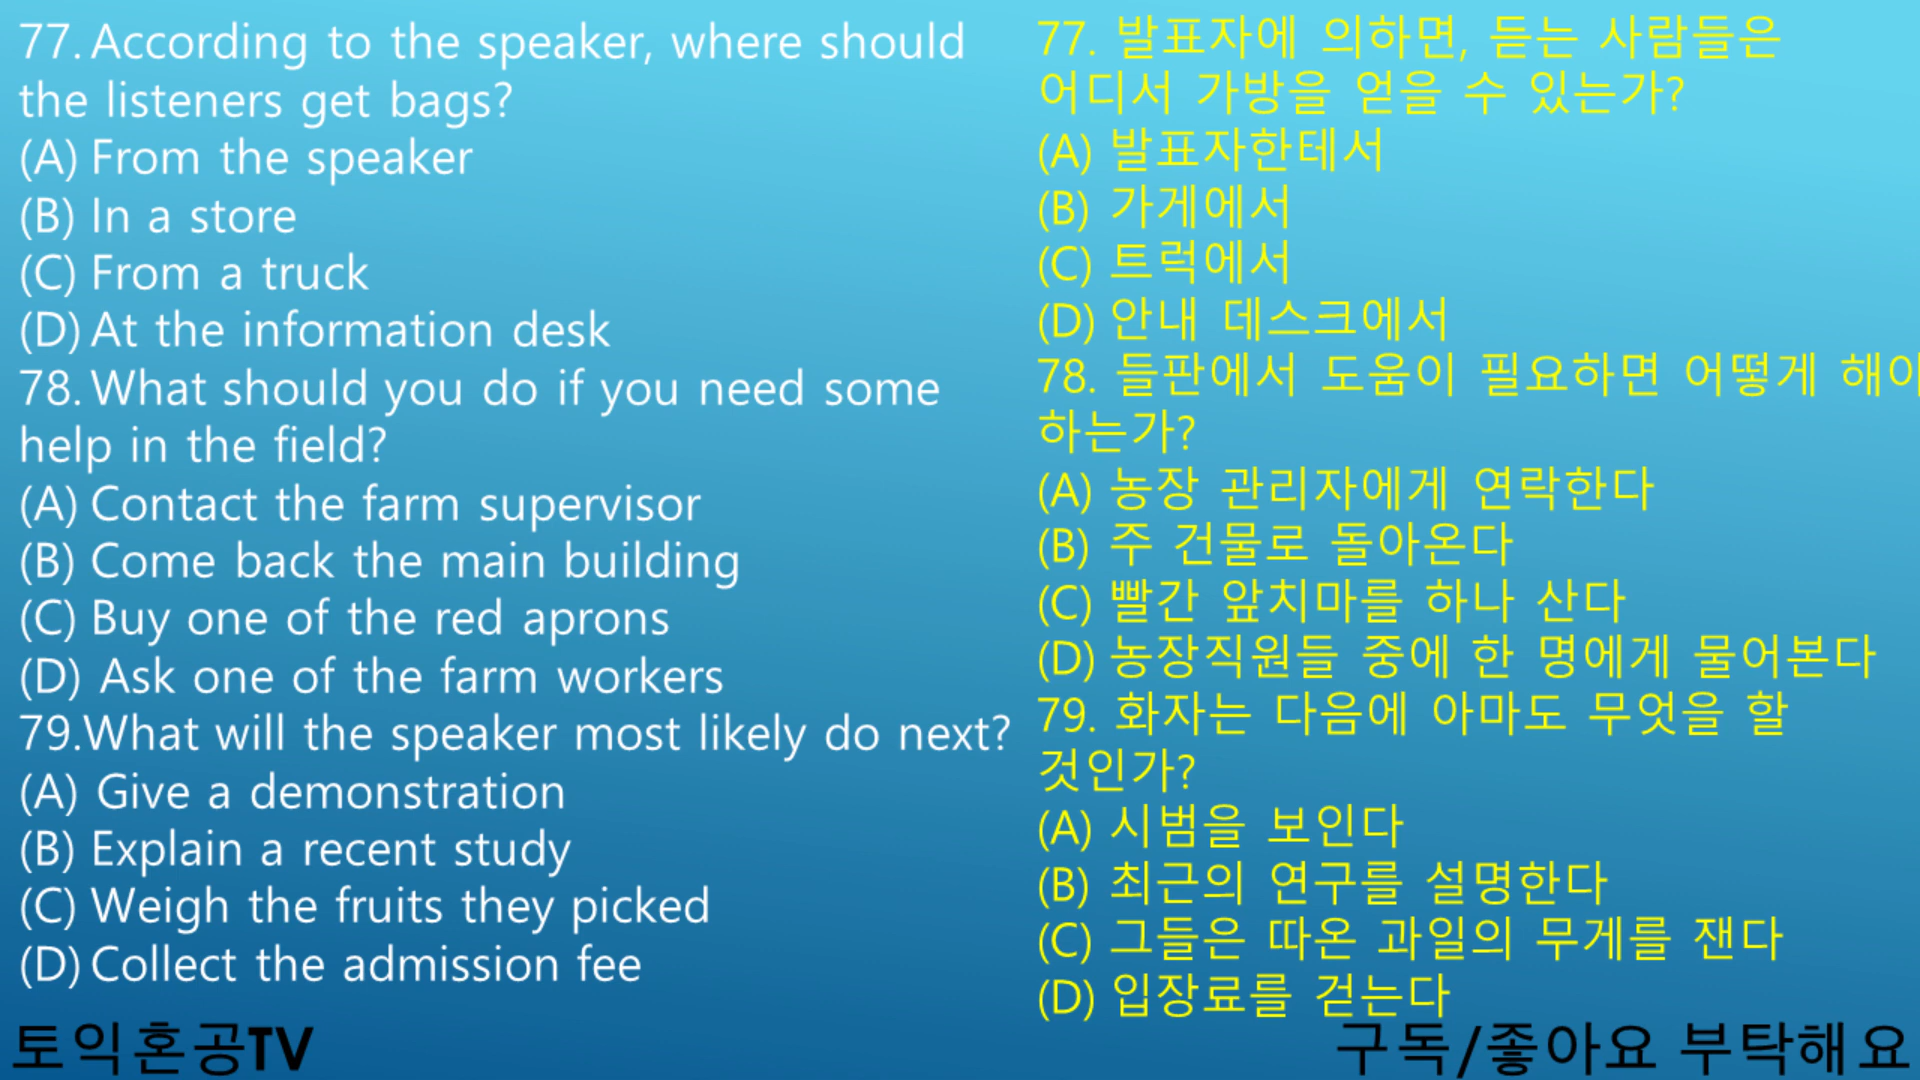 77. According to the speaker, where should
the listeners get bags?
(A) From the speaker
(B) In a store
(C) From a truck
(D) At the information desk
78. What should you do if you need some
help in the field?
(A) Contact the farm supervisor
(B) Come back the main building
(C) Buy one of the red aprons
(D) Ask one of the farm workers
79.What will the speaker most likely do next?
(A) Give a demonstration
(B) Explain a recent study
(C) Weigh the fruits they picked
(D) Collect the admission fee
77. 발표자에 의하면, 듣는 사람들은
어디서 가방을 얻을 수 있는가?
(A) 발표자한테서
(B) 가게에서
(C) 트럭에서
(D) 안내 데스크에서
78. 들판에서 도움이 필요하면 어떻게 해야
하는가?
(A) 농장 관리자에게 연락한다
(B) 주 건물로 돌아온다
(C) 빨간 앞치마를 하나 산다
(D) 농장직원들 중에 한 명에게 물어본다
79. 화자는 다음에 아마도 무엇을 할
것인가?
(A) 시범을 보인다
(B) 최근의 연구를 설명한다
(C) 그들은 따온 과일의 무게를 잰다
(D) 입장료를 걷는다
토익혼공TV
구독/좋아요 부탁해요